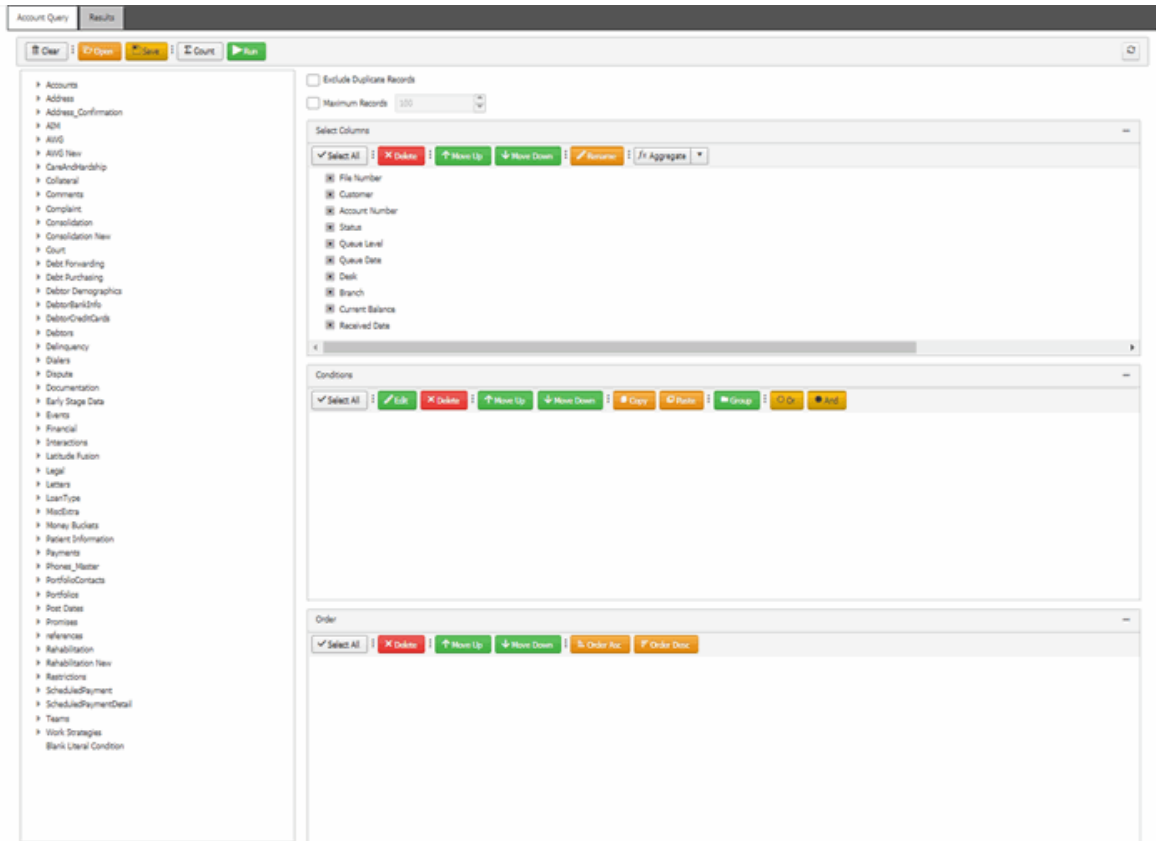 Account Query Results
Clear Open Save Count Run
Accounts
Address
Address_Confirmation
AIM
AWG
AWG New
CareAndHardship
Collateral
Comments
Complaint
Consolidation
Consolidation New
Court
Debt Forwarding
Debt Purchasing
Debtor Demographics
DebtorBankInfo
DebtorCreditCards
Debtors
Delinquency
Dialers
Dispute
Documentation
Early Stage Data
Events
Financial
Interactions
Latitude Fusion
Legal
Letters
LoanType
MiscExtra
Money Buckets
Patient Information
Payments
Phones_Master
PortfolioContacts
Portfolios
Post Dates
Promises
references
Rehabilitation
Rehabilitation New
Restrictions
ScheduledPayment
ScheduledPaymentDetail
Teams
Work Strategies
Blank Literal Condition
Exclude Duplicate Records
Maximum Records 100
Select Columns
Select All Delete Move Up Move Down Rename fx Aggregate
File Number
Customer
Account Number
Status
Queue Level
Queue Date
Desk
Branch
Current Balance
Received Date
Conditions
Select All Edit Delete Move Up Move Down Copy Paste Group Or And
Order
Select All Delete Move Up Move Down Order Asc Order Desc